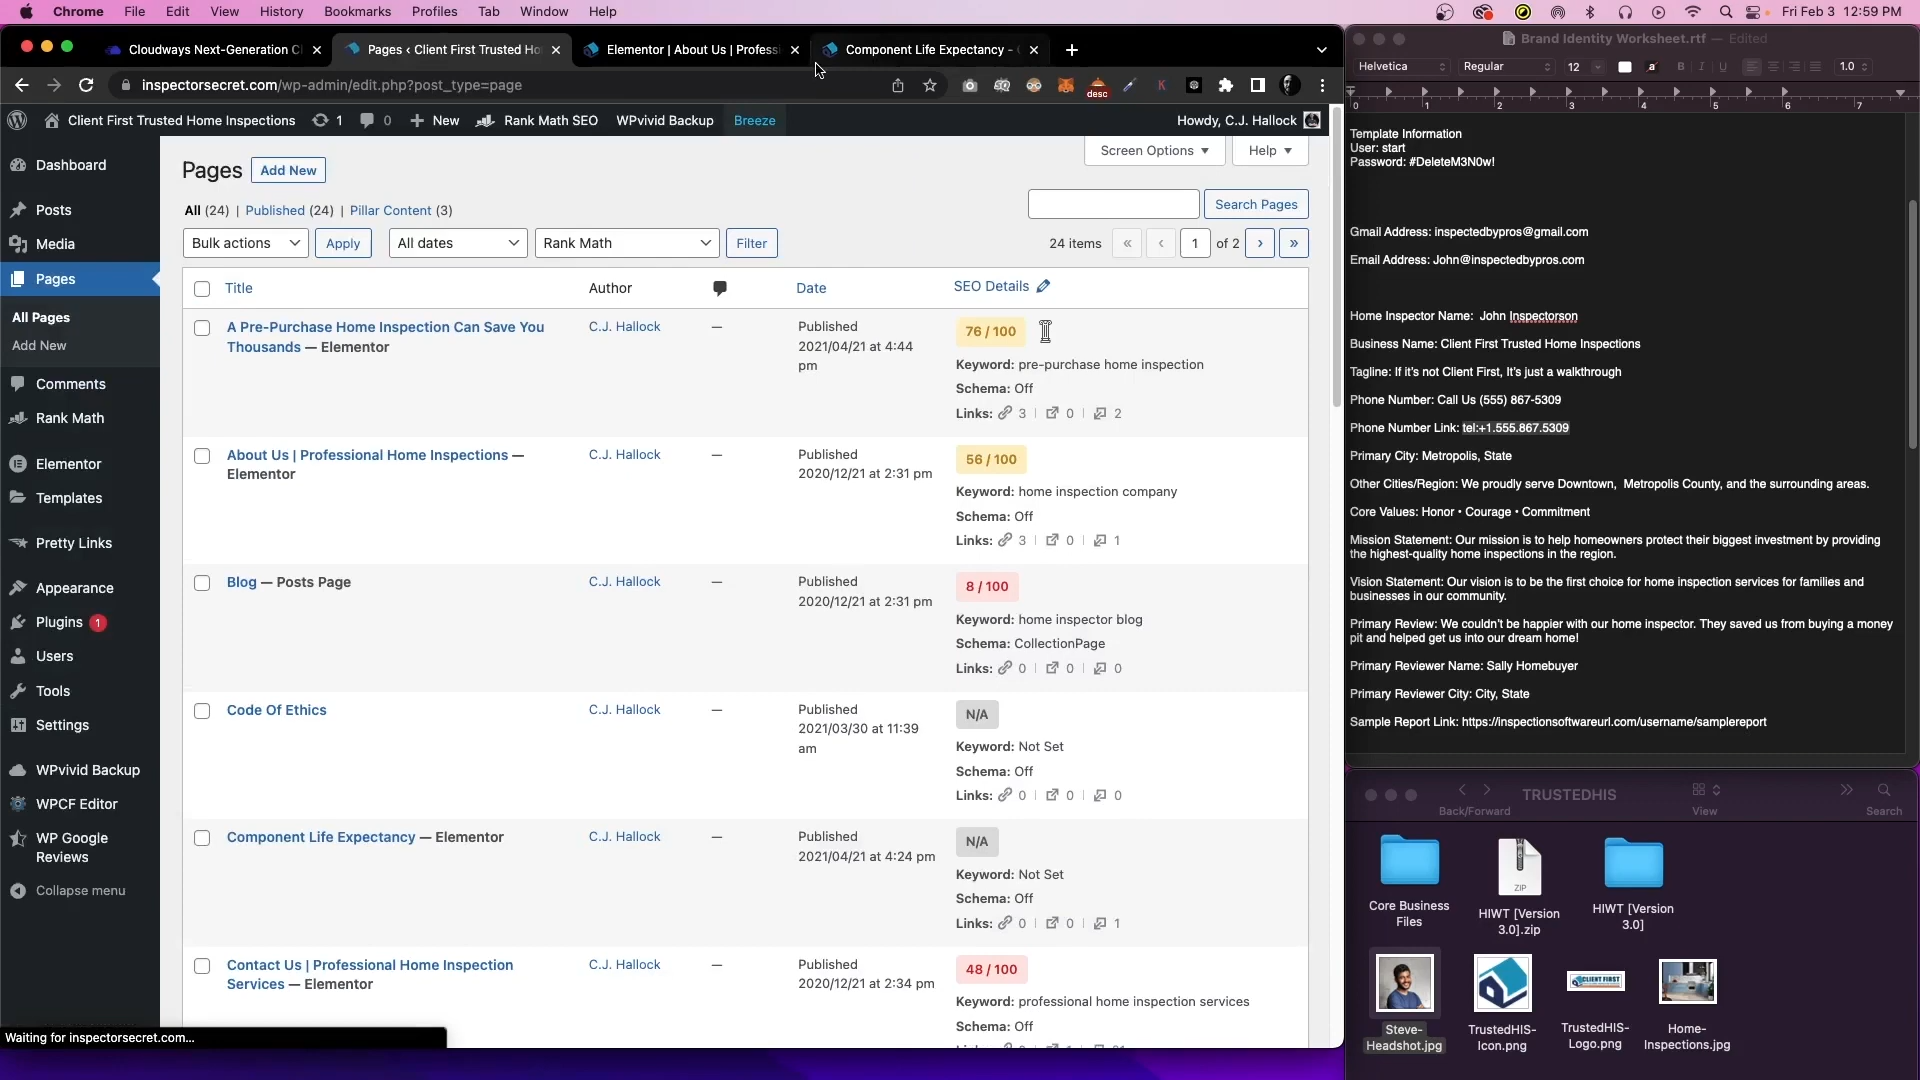 Chrome File Edit View History Bookmarks Profiles Tab Window Help Fri Feb 3 12:59 PM
Cloudways Next-Generation C
Pages ‹ Client First Trusted Ho
Elementor | About Us | Profess
Component Life Expectancy -
inspectorsecret.com/wp-admin/edit.php?post_type=page
desc
Client First Trusted Home Inspections 1 0 New Rank Math SEO WPvivid Backup Breeze Howdy, C.J. Hallock
Dashboard
Posts
Media
Pages
All Pages
Add New
Comments
Rank Math
Elementor
Templates
Pretty Links
Appearance
Plugins 1
Users
Tools
Settings
WPvivid Backup
WPCF Editor
WP Google
Reviews
Collapse menu
Screen Options Help
Pages Add New
All (24) | Published (24) | Pillar Content (3)
Search Pages
Bulk actions Apply All dates Rank Math Filter 24 items « ‹ 1 of 2 › »
Title Author Date SEO Details
A Pre-Purchase Home Inspection Can Save You
Thousands — Elementor
C.J. Hallock
—
Published
2021/04/21 at 4:44
pm
76 / 100
Keyword: pre-purchase home inspection
Schema: Off
Links: 3 | 0 | 2
About Us | Professional Home Inspections —
Elementor
C.J. Hallock
—
Published
2020/12/21 at 2:31 pm
56 / 100
Keyword: home inspection company
Schema: Off
Links: 3 | 0 | 1
Blog — Posts Page
C.J. Hallock
—
Published
2020/12/21 at 2:31 pm
8 / 100
Keyword: home inspector blog
Schema: CollectionPage
Links: 0 | 0 | 0
Code Of Ethics
C.J. Hallock
—
Published
2021/03/30 at 11:39
am
N/A
Keyword: Not Set
Schema: Off
Links: 0 | 0 | 0
Component Life Expectancy — Elementor
C.J. Hallock
—
Published
2021/04/21 at 4:24 pm
N/A
Keyword: Not Set
Schema: Off
Links: 0 | 0 | 1
Contact Us | Professional Home Inspection
Services — Elementor
C.J. Hallock
—
Published
2020/12/21 at 2:34 pm
48 / 100
Keyword: professional home inspection services
Schema: Off
Waiting for inspectorsecret.com...
Brand Identity Worksheet.rtf — Edited
Helvetica Regular 12 a B I U 1.0
0 1 2 3 4 5 6 7
Template Information
User: start
Password: #DeleteM3N0w!
Gmail Address: inspectedbypros@gmail.com
Email Address: John@inspectedbypros.com
Home Inspector Name: John Inspectorson
Business Name: Client First Trusted Home Inspections
Tagline: If it's not Client First, It's just a walkthrough
Phone Number: Call Us (555) 867-5309
Phone Number Link: tel:+1.555.867.5309
Primary City: Metropolis, State
Other Cities/Region: We proudly serve Downtown, Metropolis County, and the surrounding areas.
Core Values: Honor • Courage • Commitment
Mission Statement: Our mission is to help homeowners protect their biggest investment by providing
the highest-quality home inspections in the region.
Vision Statement: Our vision is to be the first choice for home inspection services for families and
businesses in our community.
Primary Review: We couldn't be happier with our home inspector. They saved us from buying a money
pit and helped get us into our dream home!
Primary Reviewer Name: Sally Homebuyer
Primary Reviewer City: City, State
Sample Report Link: https://inspectionsoftwareurl.com/username/samplereport
TRUSTEDHIS
Back/Forward View Search
Core Business
Files
ZIP
HIWT [Version
3.0].zip
HIWT [Version
3.0]
Steve-
Headshot.jpg
TrustedHIS-
Icon.png
CLIENT FIRST
TrustedHIS-
Logo.png
Home-
Inspections.jpg